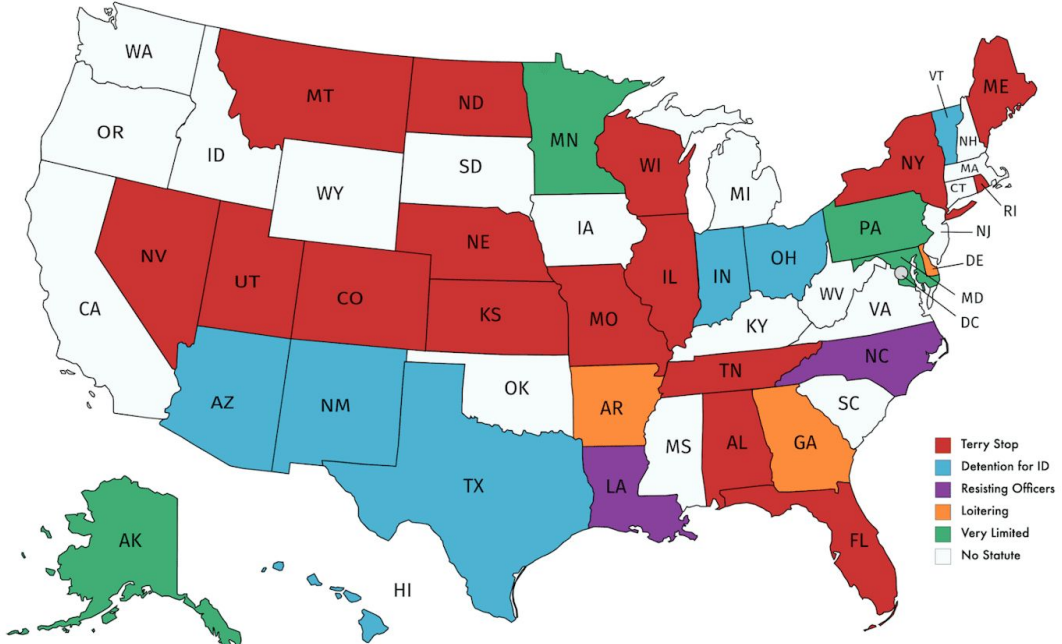 WA
MT
ND
MN
VT
ME
OR
ID
SD
WI
NY
NH
MA
WY
MI
CT
RI
IA
PA
NJ
NV
NE
OH
IN
IL
DE
UT
CO
WV
MD
CA
KS
MO
KY
VA
DC
TN
NC
AZ
NM
OK
AR
SC
MS
AL
GA
TX
LA
AK
FL
HI
Terry Stop
Detention for ID
Resisting Officers
Loitering
Very Limited
No Statute